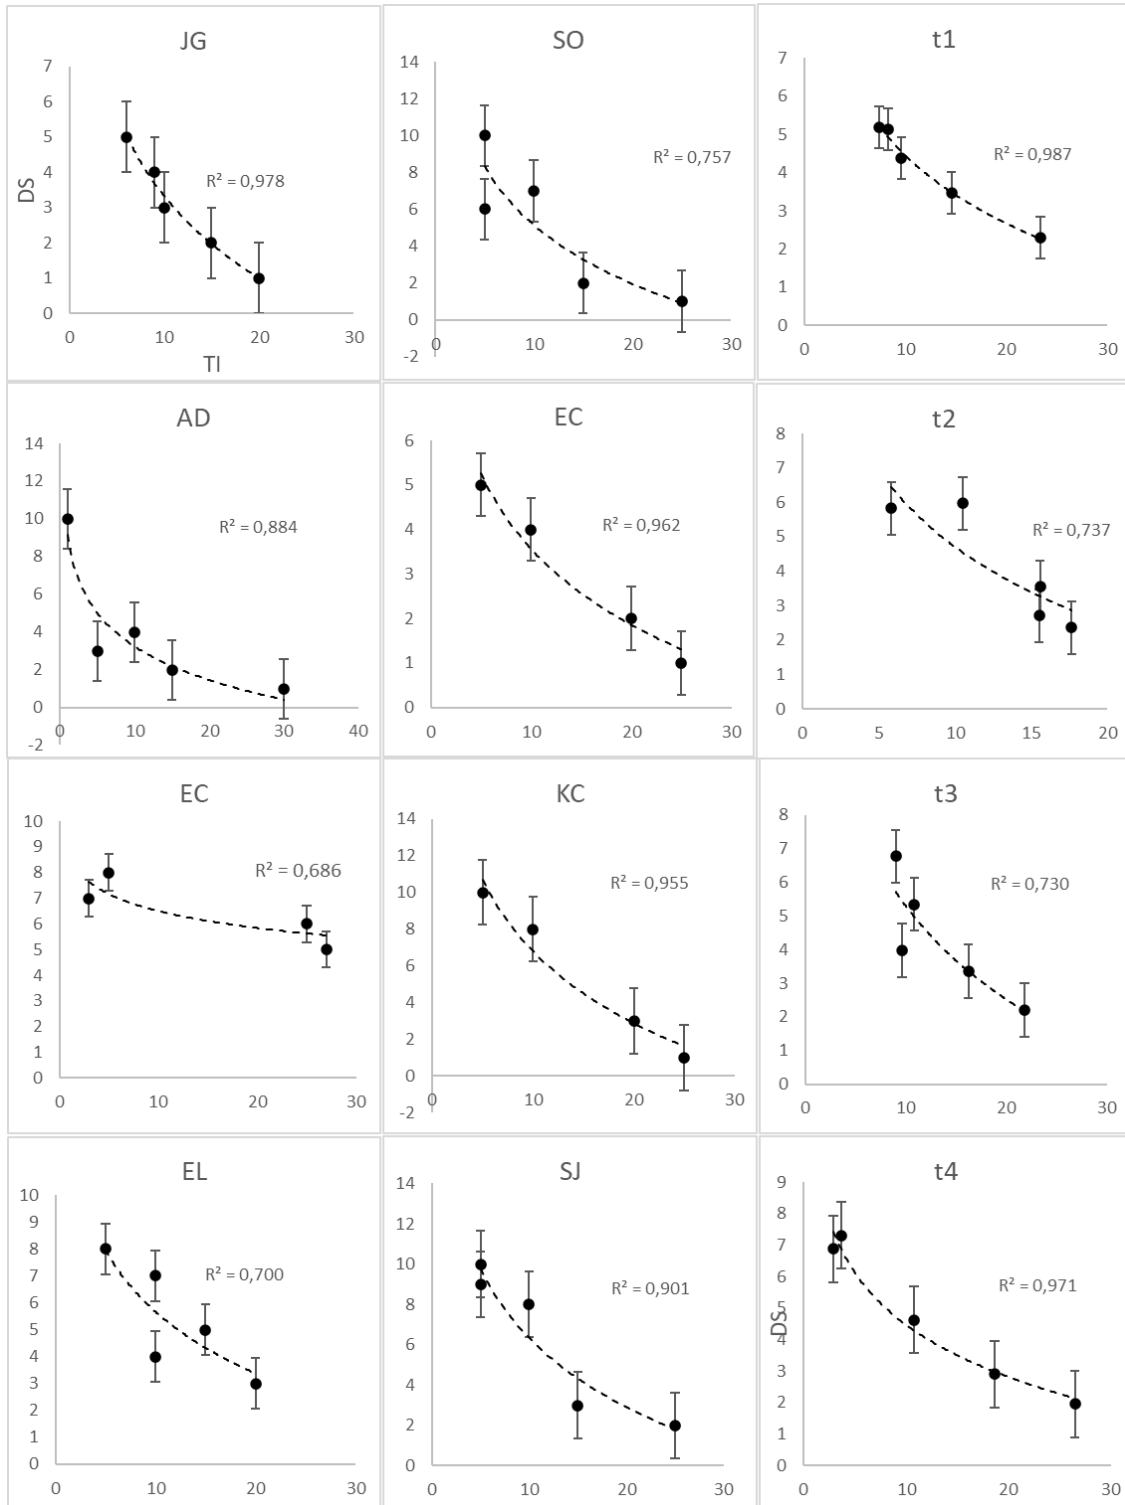 JG
7
6
5
4
3
2
1
0
DS
R² = 0,978
0 10 20 30
TI
SO
14
12
10
8
6
4
2
0
-2
R² = 0,757
0 10 20 30
t1
7
6
5
4
3
2
1
0
R² = 0,987
0 10 20 30
AD
14
12
10
8
6
4
2
0
-2
R² = 0,884
0 10 20 30 40
EC
6
5
4
3
2
1
0
R² = 0,962
0 10 20 30
t2
8
7
6
5
4
3
2
1
0
R² = 0,737
0 5 10 15 20
EC
10
9
8
7
6
5
4
3
2
1
0
R² = 0,686
0 10 20 30
KC
14
12
10
8
6
4
2
0
-2
R² = 0,955
0 10 20 30
t3
8
7
6
5
4
3
2
1
0
R² = 0,730
0 10 20 30
EL
10
9
8
7
6
5
4
3
2
1
0
R² = 0,700
0 10 20 30
SJ
14
12
10
8
6
4
2
0
R² = 0,901
0 10 20 30
t4
9
8
7
6
5
4
3
2
1
0
DS
R² = 0,971
0 10 20 30